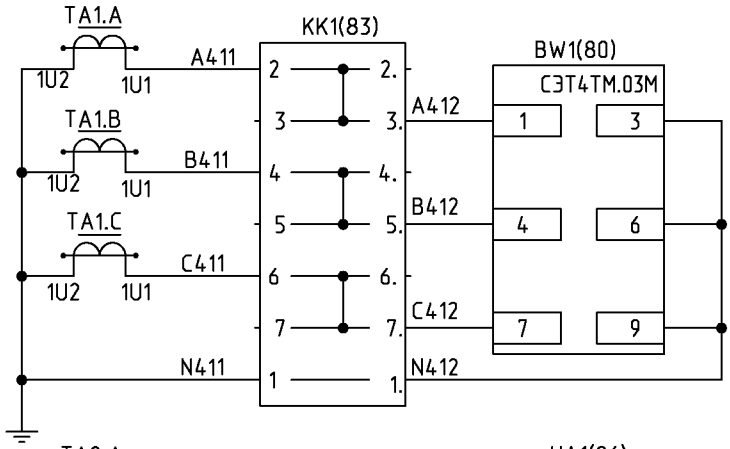 TA1.A
KK1(83)
1U2
1U1
A411
2
2.
BW1(80)
СЭТ4ТМ.03М
TA1.B
3
3.
A412
1
3
1U2
1U1
B411
4
4.
TA1.C
5
5.
B412
4
6
1U2
1U1
C411
6
6.
7
7.
C412
7
9
N411
1
1.
N412